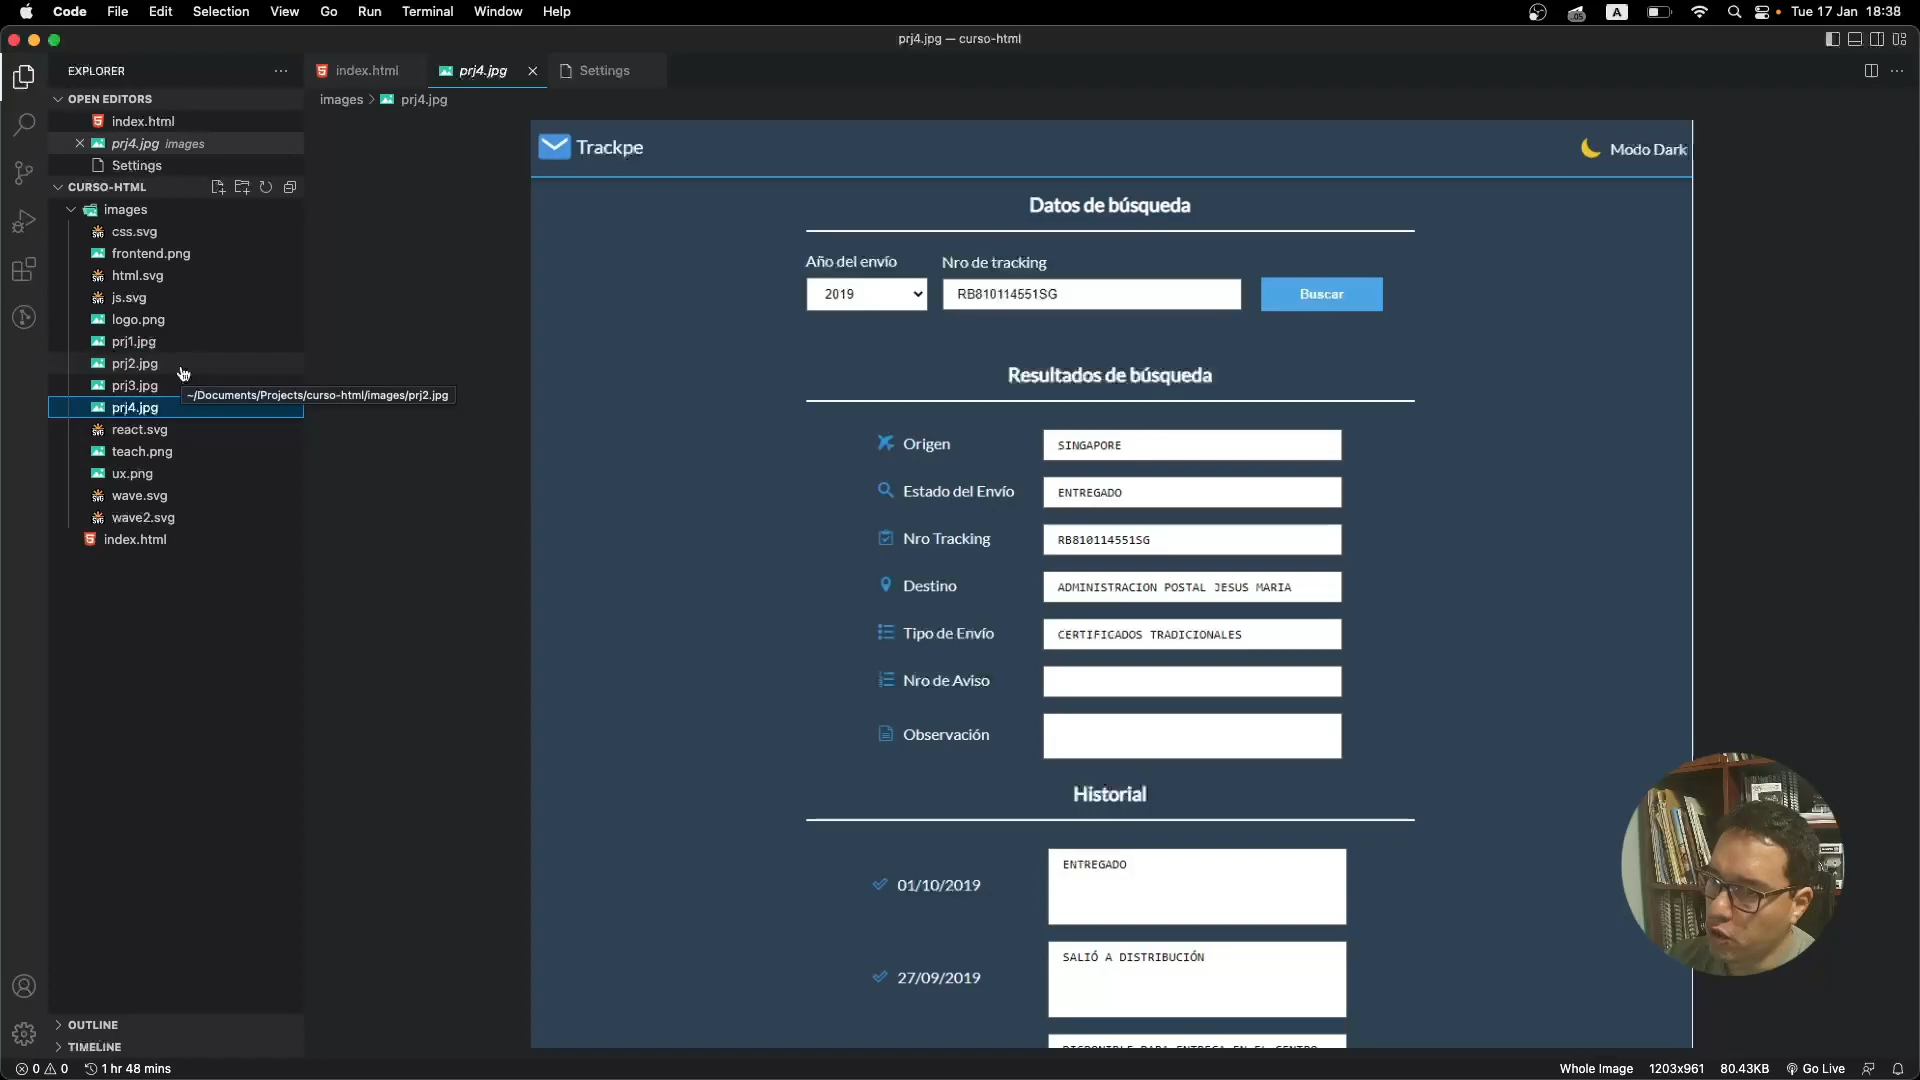 Code File Edit Selection View Go Run Terminal Window Help
.05
A
Tue 17 Jan 18:38
prj4.jpg — curso-html
EXPLORER
index.html
prj4.jpg
Settings
OPEN EDITORS
images > prj4.jpg
index.html
prj4.jpg images
Settings
CURSO-HTML
images
css.svg
frontend.png
html.svg
js.svg
logo.png
prj1.jpg
prj2.jpg
prj3.jpg
~/Documents/Projects/curso-html/images/prj2.jpg
prj4.jpg
react.svg
teach.png
ux.png
wave.svg
wave2.svg
index.html
OUTLINE
TIMELINE
Trackpe
Modo Dark
Datos de búsqueda
Año del envío
Nro de tracking
2019
RB810114551SG
Buscar
Resultados de búsqueda
Origen
SINGAPORE
Estado del Envío
ENTREGADO
Nro Tracking
RB810114551SG
Destino
ADMINISTRACION POSTAL JESUS MARIA
Tipo de Envío
CERTIFICADOS TRADICIONALES
Nro de Aviso
Observación
Historial
01/10/2019
ENTREGADO
27/09/2019
SALIÓ A DISTRIBUCIÓN
0 0
1 hr 48 mins
Whole Image
1203x961
80.43KB
Go Live